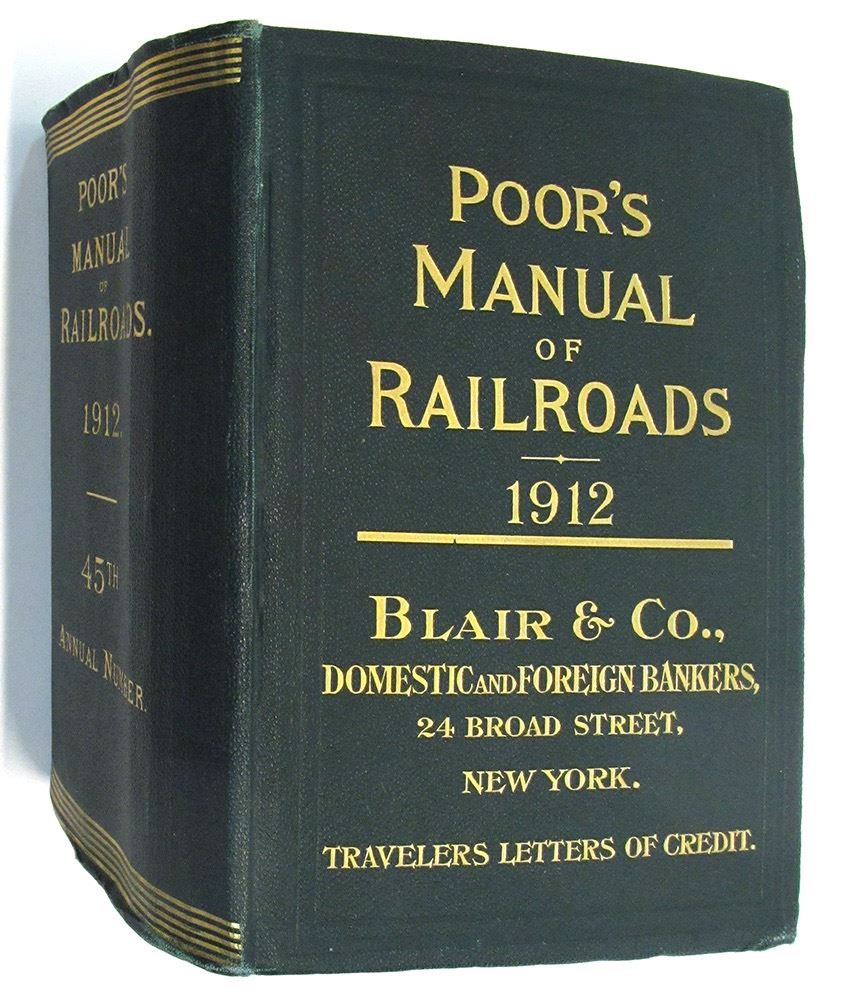 POOR'S
MANUAL
OF
RAILROADS.
1912.
45TH
ANNUAL NUMBER.
POOR'S
MANUAL
OF
RAILROADS
1912
BLAIR & CO.,
DOMESTIC AND FOREIGN BANKERS,
24 BROAD STREET,
NEW YORK.
TRAVELERS LETTERS OF CREDIT.